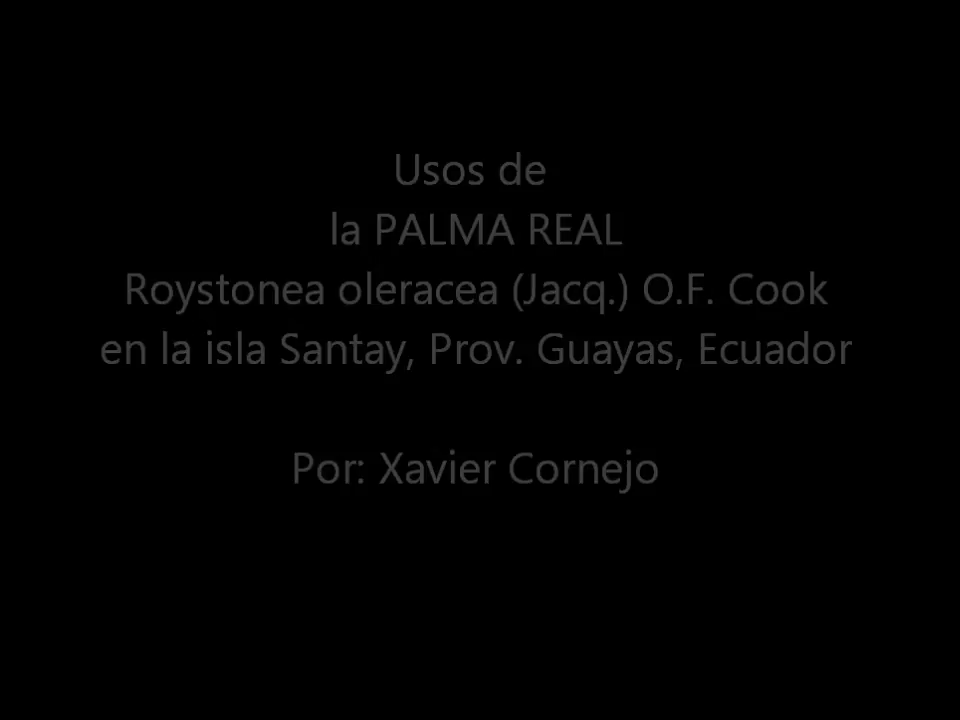 Usos de
la PALMA REAL
Roystonea oleracea (Jacq.) O.F. Cook
en la isla Santay, Prov. Guayas, Ecuador
Por: Xavier Cornejo